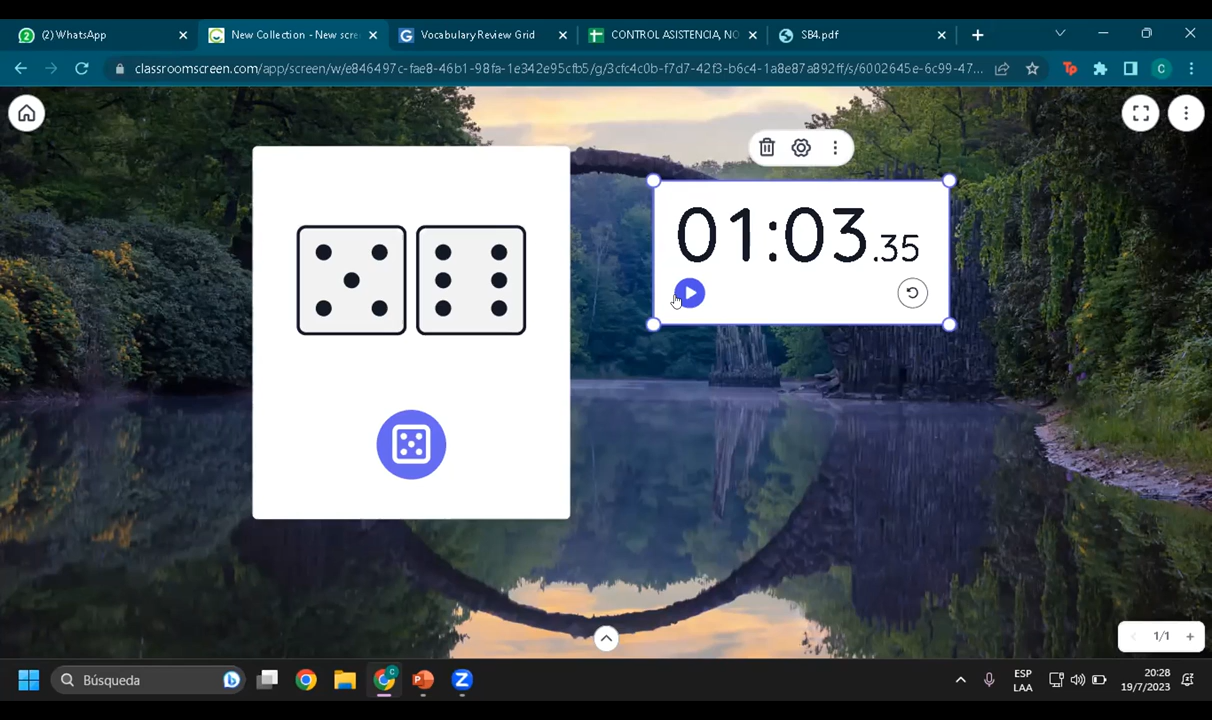 (2) WhatsApp
New Collection - New scre
Vocabulary Review Grid
CONTROL ASISTENCIA, NO
SB4.pdf
classroomscreen.com/app/screen/w/e846497c-fae8-46b1-98fa-1e342e95cfb5/g/3cfc4c0b-f7d7-42f3-b6c4-1a8e87a892ff/s/6002645e-6c99-47...
C
01:03.35
1/1
Búsqueda
ESP
LAA
20:28
19/7/2023